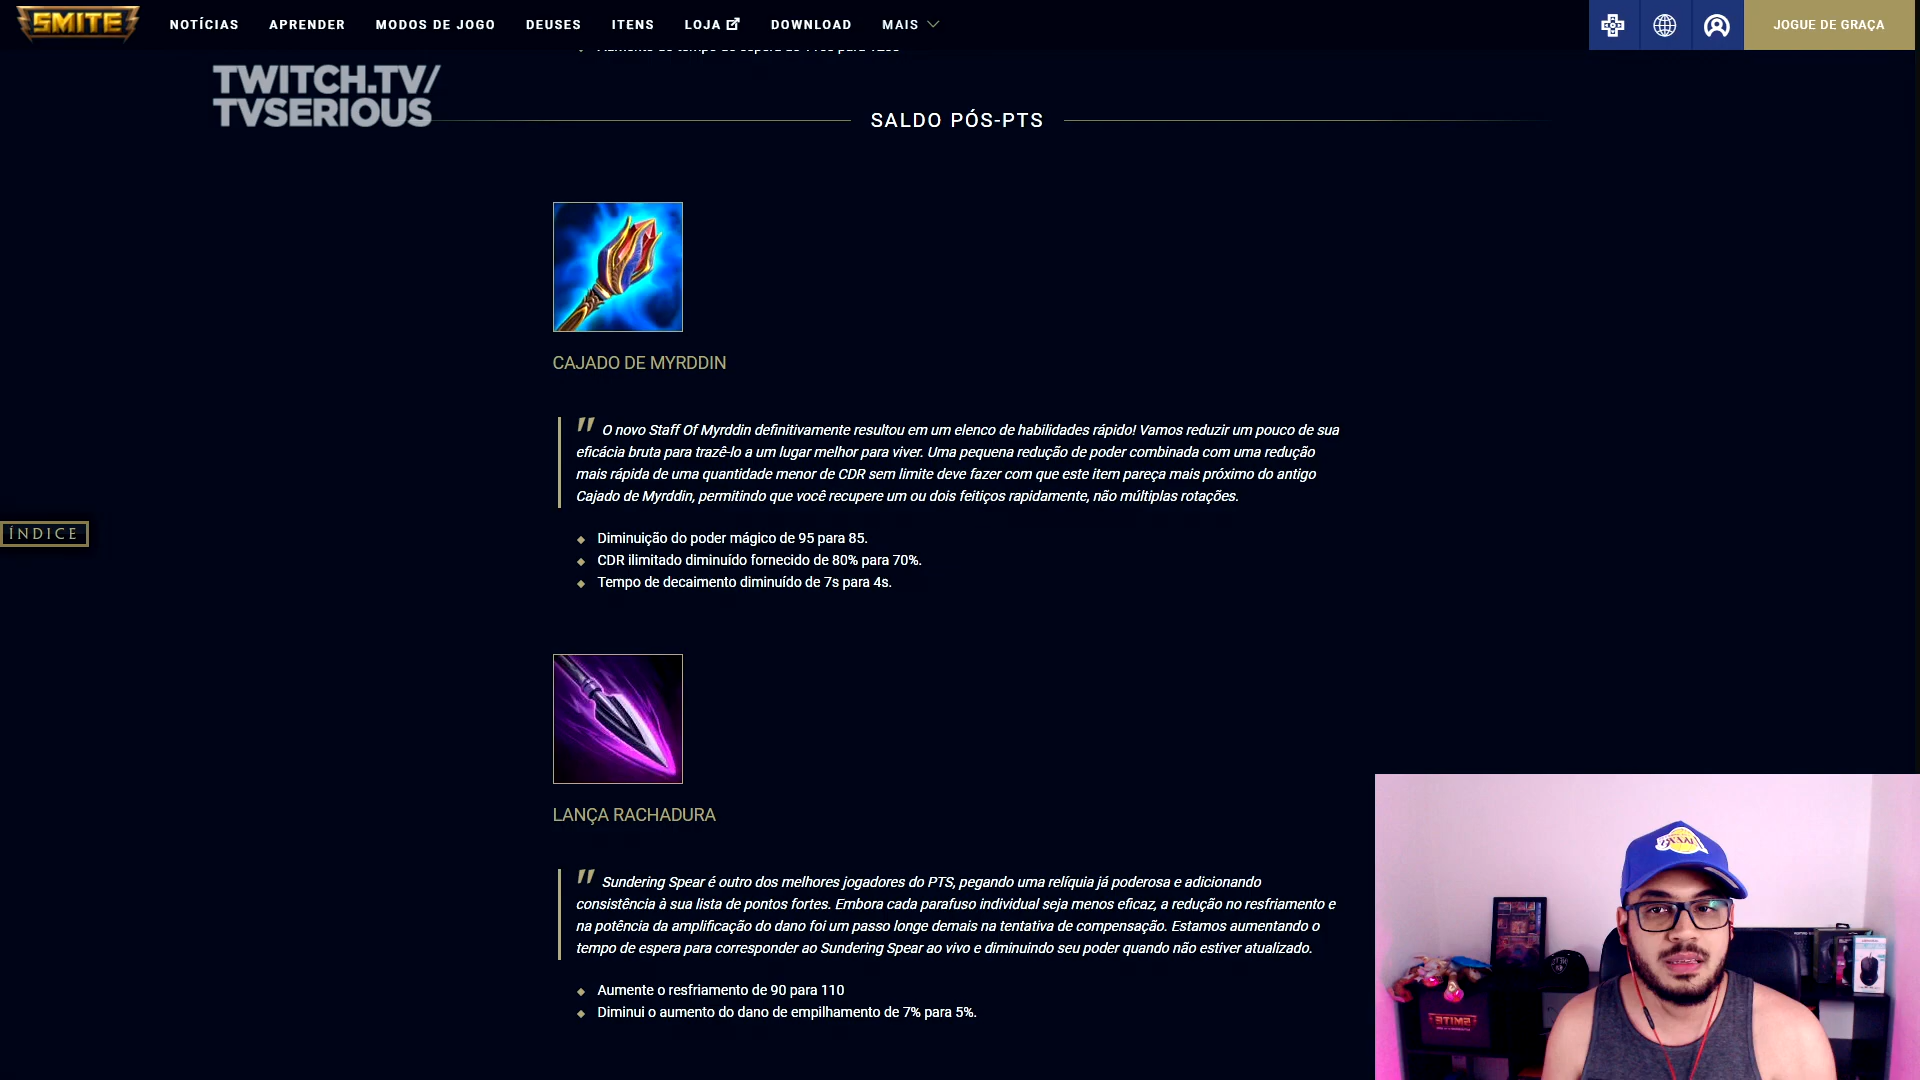 SMITE
NOTÍCIAS
APRENDER
MODOS DE JOGO
DEUSES
ITENS
LOJA
DOWNLOAD
MAIS
JOGUE DE GRAÇA
TWITCH.TV/
TVSERIOUS
SALDO PÓS-PTS
CAJADO DE MYRDDIN
" O novo Staff Of Myrddin definitivamente resultou em um elenco de habilidades rápido! Vamos reduzir um pouco de sua
eficácia bruta para trazê-lo a um lugar melhor para viver. Uma pequena redução de poder combinada com uma redução
mais rápida de uma quantidade menor de CDR sem limite deve fazer com que este item pareça mais próximo do antigo
Cajado de Myrddin, permitindo que você recupere um ou dois feitiços rapidamente, não múltiplas rotações.
ÍNDICE
Diminuição do poder mágico de 95 para 85.
CDR ilimitado diminuído fornecido de 80% para 70%.
Tempo de decaimento diminuído de 7s para 4s.
LANÇA RACHADURA
" Sundering Spear é outro dos melhores jogadores do PTS, pegando uma relíquia já poderosa e adicionando
consistência à sua lista de pontos fortes. Embora cada parafuso individual seja menos eficaz, a redução no resfriamento e
na potência da amplificação do dano foi um passo longe demais na tentativa de compensação. Estamos aumentando o
tempo de espera para corresponder ao Sundering Spear ao vivo e diminuindo seu poder quando não estiver atualizado.
Aumente o resfriamento de 90 para 110
Diminui o aumento do dano de empilhamento de 7% para 5%.